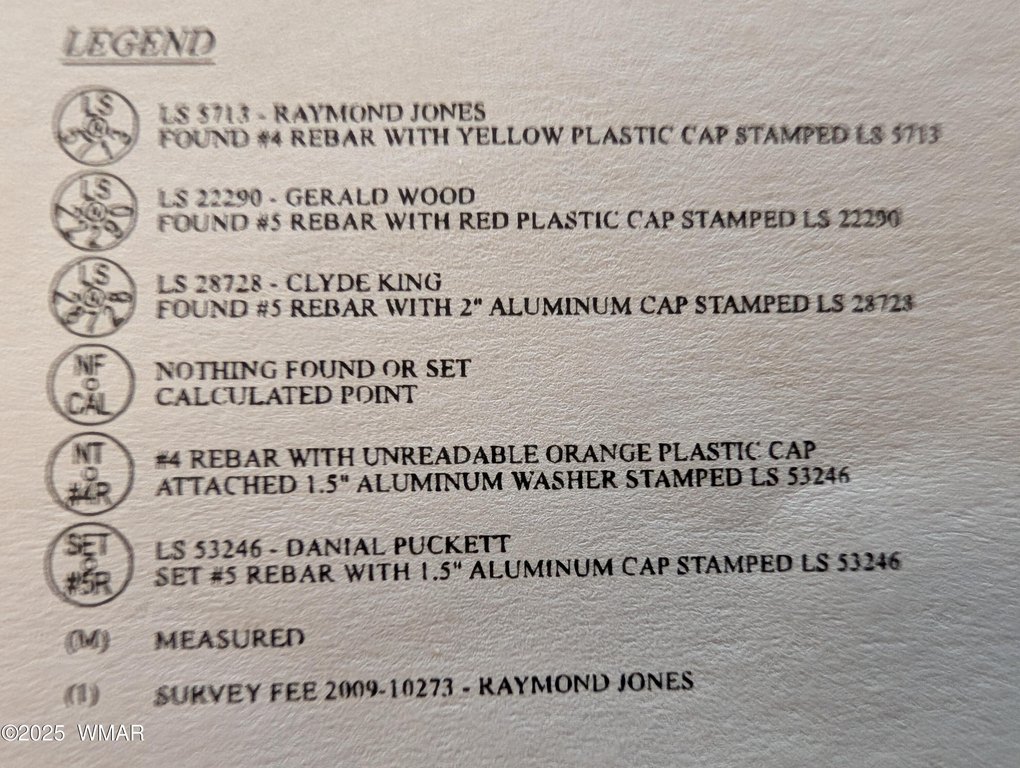 LEGEND
LS
LS 5713 - RAYMOND JONES
FOUND #4 REBAR WITH YELLOW PLASTIC CAP STAMPED LS 5713
LS
LS 22290 - GERALD WOOD
FOUND #5 REBAR WITH RED PLASTIC CAP STAMPED LS 22290
LS
LS 28728 - CLYDE KING
FOUND #5 REBAR WITH 2" ALUMINUM CAP STAMPED LS 28728
NF
CAL
NOTHING FOUND OR SET
CALCULATED POINT
NT
#4R
#4 REBAR WITH UNREADABLE ORANGE PLASTIC CAP
ATTACHED 1.5" ALUMINUM WASHER STAMPED LS 53246
SET
#5R
LS 53246 - DANIAL PUCKETT
SET #5 REBAR WITH 1.5" ALUMINUM CAP STAMPED LS 53246
(M) MEASURED
(1) SURVEY FEE 2009-10273 - RAYMOND JONES
©2025 WMAR